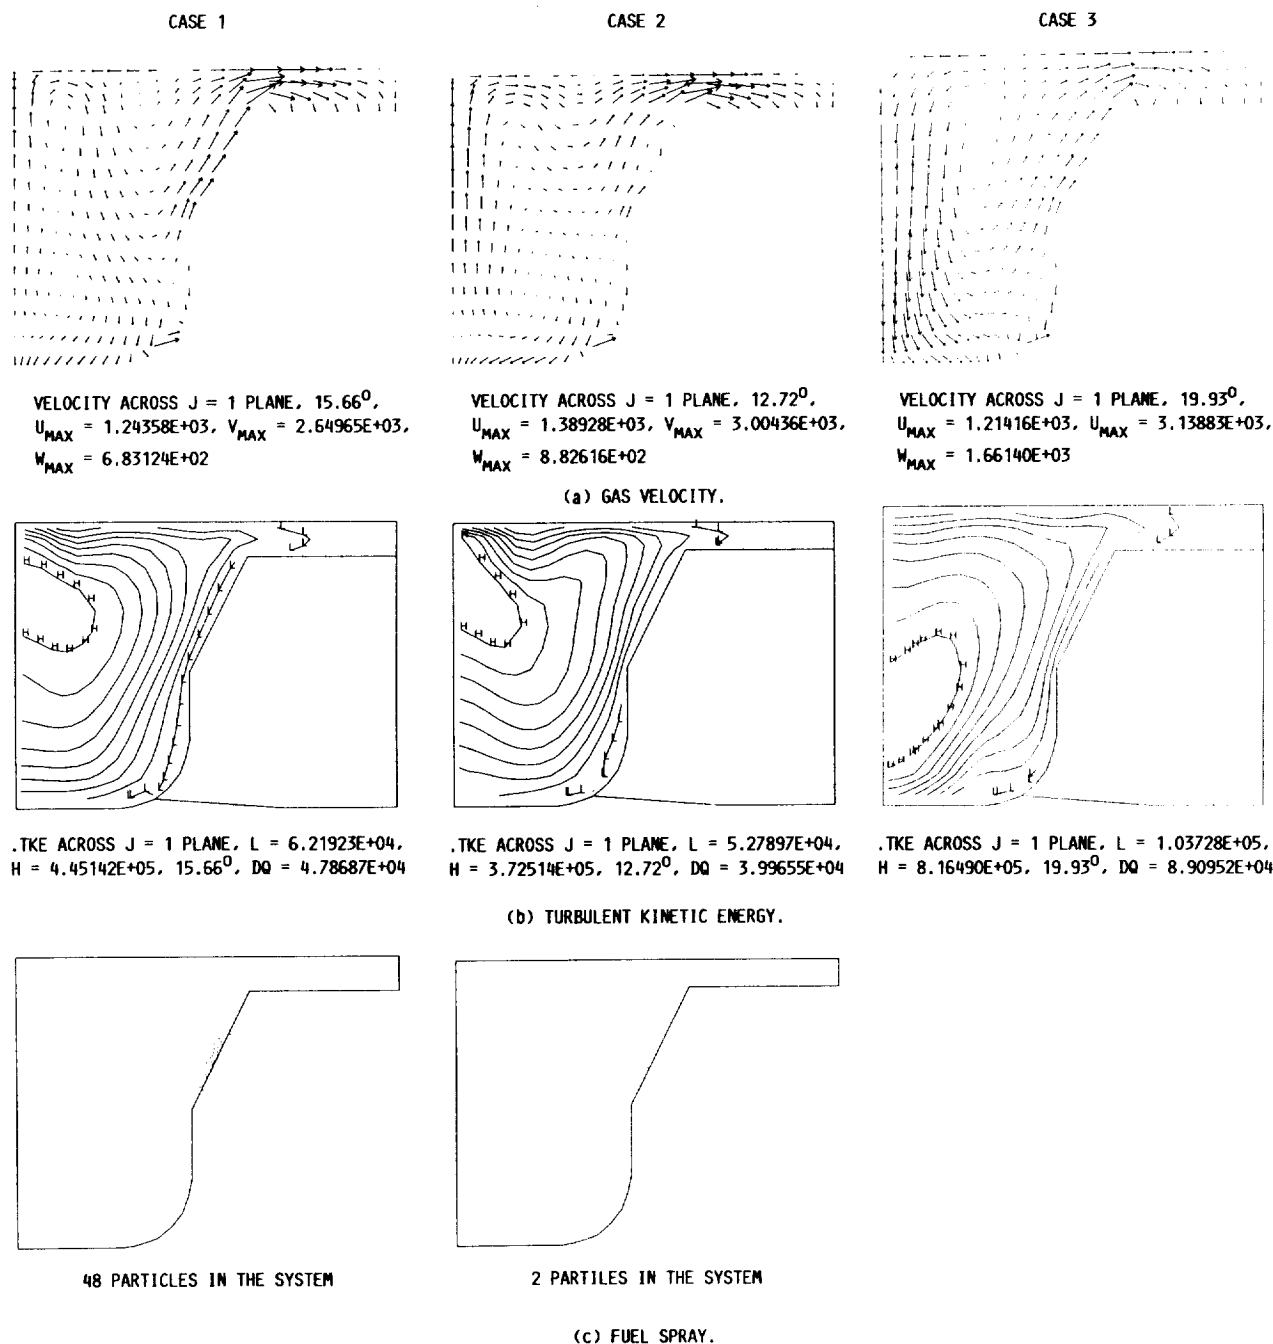 CASE 1
CASE 2
CASE 3
VELOCITY ACROSS J = 1 PLANE, 15.66⁰,
U_MAX = 1.24358E+03, V_MAX = 2.64965E+03,
W_MAX = 6.83124E+02
VELOCITY ACROSS J = 1 PLANE, 12.72⁰,
U_MAX = 1.38928E+03, V_MAX = 3.00436E+03,
W_MAX = 8.82616E+02
VELOCITY ACROSS J = 1 PLANE, 19.93⁰,
U_MAX = 1.21416E+03, U_MAX = 3.13883E+03,
W_MAX = 1.66140E+03
(a) GAS VELOCITY.
.TKE ACROSS J = 1 PLANE, L = 6.21923E+04,
H = 4.45142E+05, 15.66⁰, DQ = 4.78687E+04
.TKE ACROSS J = 1 PLANE, L = 5.27897E+04,
H = 3.72514E+05, 12.72⁰, DQ = 3.99655E+04
.TKE ACROSS J = 1 PLANE, L = 1.03728E+05,
H = 8.16490E+05, 19.93⁰, DQ = 8.90952E+04
(b) TURBULENT KINETIC ENERGY.
48 PARTICLES IN THE SYSTEM
2 PARTILES IN THE SYSTEM
(c) FUEL SPRAY.